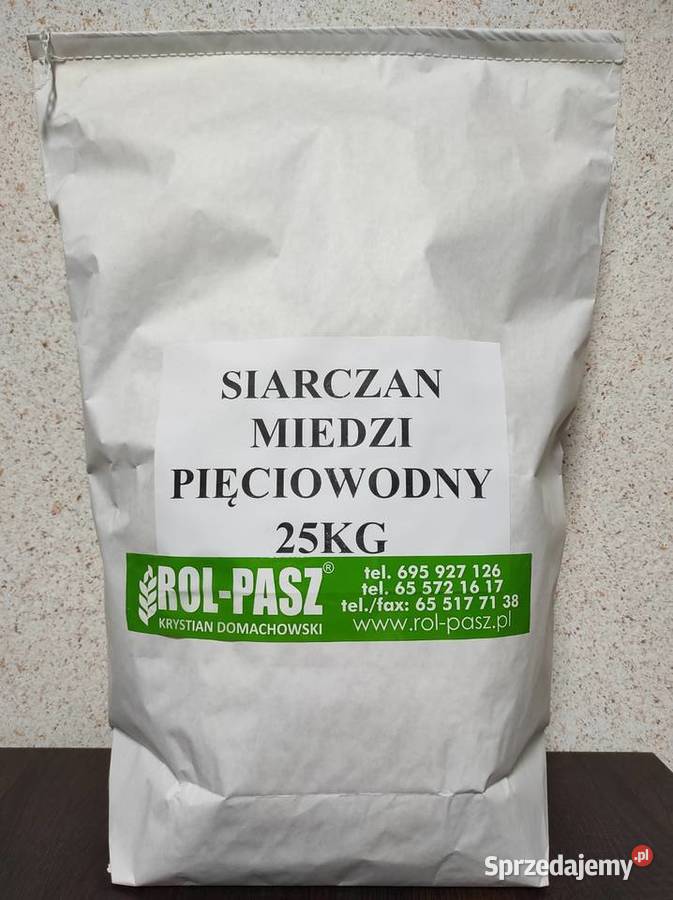 SIARCZAN
MIEDZI
PIĘCIOWODNY
25KG
ROL-PASZ®
KRYSTIAN DOMACHOWSKI
tel. 695 927 126
tel. 65 572 16 17
tel./fax: 65 517 71 38
www.rol-pasz.pl
Sprzedajemy.pl